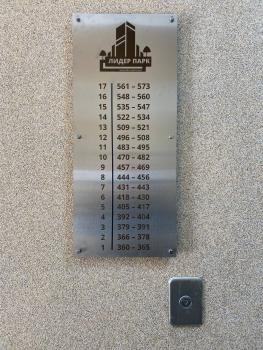 ЛИДЕР ПАРК
17 561 – 573
16 548 – 560
15 535 – 547
14 522 – 534
13 509 – 521
12 496 – 508
11 483 – 495
10 470 – 482
9 457 – 469
8 444 – 456
7 431 – 443
6 418 – 430
5 405 – 417
4 392 – 404
3 379 – 391
2 366 – 378
1 360 – 365